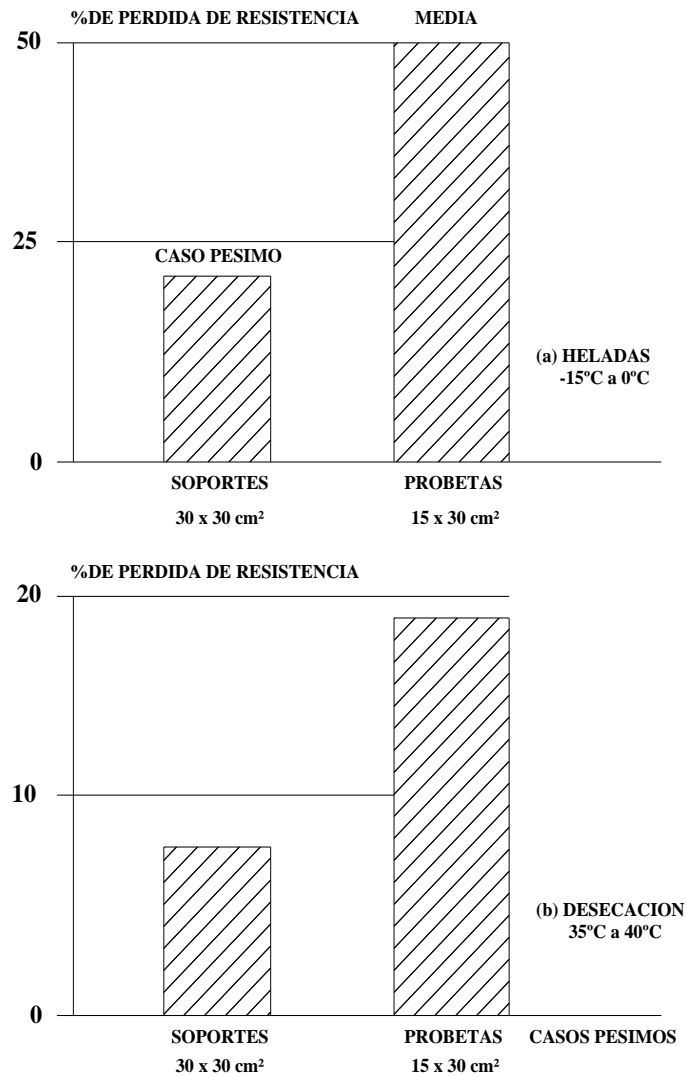 %DE PERDIDA DE RESISTENCIA MEDIA
50
25
CASO PESIMO
(a) HELADAS
-15ºC a 0ºC
0
SOPORTES PROBETAS
30 x 30 cm² 15 x 30 cm²
%DE PERDIDA DE RESISTENCIA
20
10
(b) DESECACION
35ºC a 40ºC
0
SOPORTES PROBETAS CASOS PESIMOS
30 x 30 cm² 15 x 30 cm²